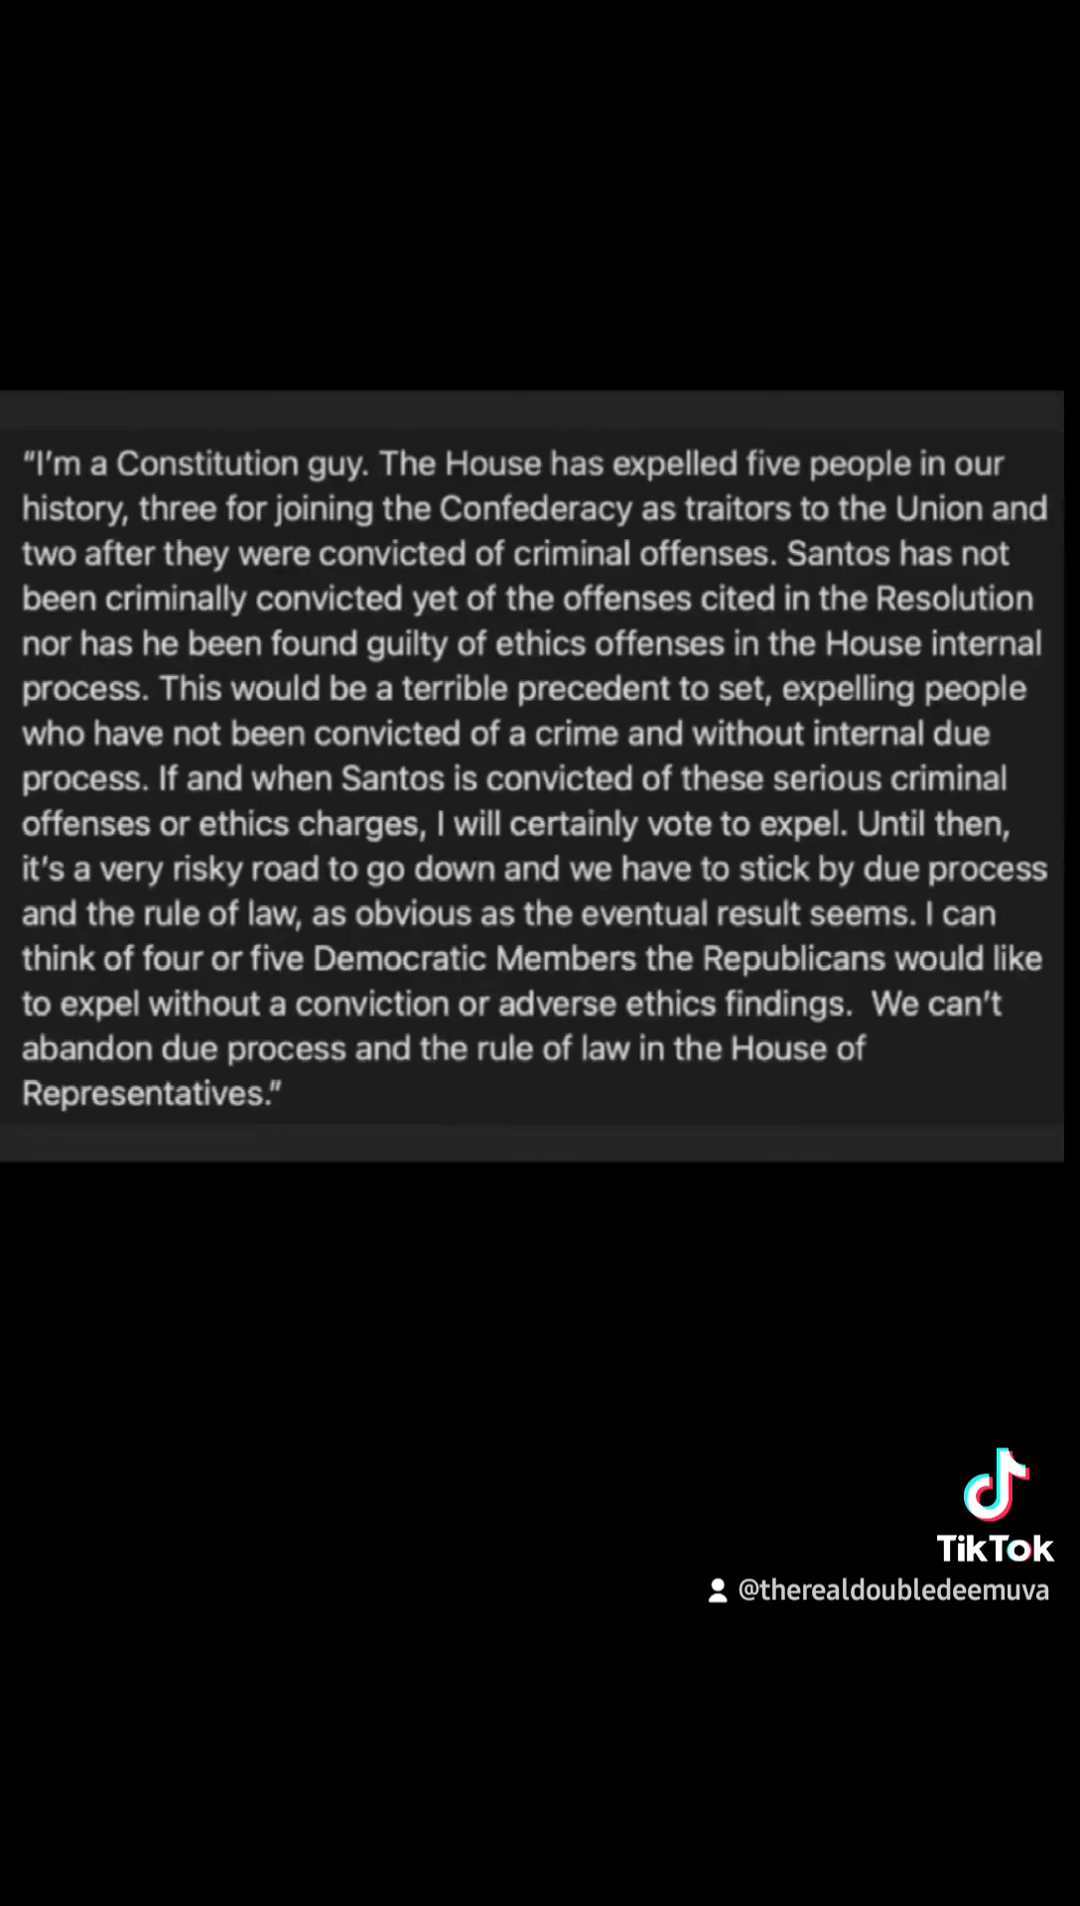 “I’m a Constitution guy. The House has expelled five people in our
history, three for joining the Confederacy as traitors to the Union and
two after they were convicted of criminal offenses. Santos has not
been criminally convicted yet of the offenses cited in the Resolution
nor has he been found guilty of ethics offenses in the House internal
process. This would be a terrible precedent to set, expelling people
who have not been convicted of a crime and without internal due
process. If and when Santos is convicted of these serious criminal
offenses or ethics charges, I will certainly vote to expel. Until then,
it’s a very risky road to go down and we have to stick by due process
and the rule of law, as obvious as the eventual result seems. I can
think of four or five Democratic Members the Republicans would like
to expel without a conviction or adverse ethics findings.  We can’t
abandon due process and the rule of law in the House of
Representatives.”
TikTok
@therealdoubledeemuva